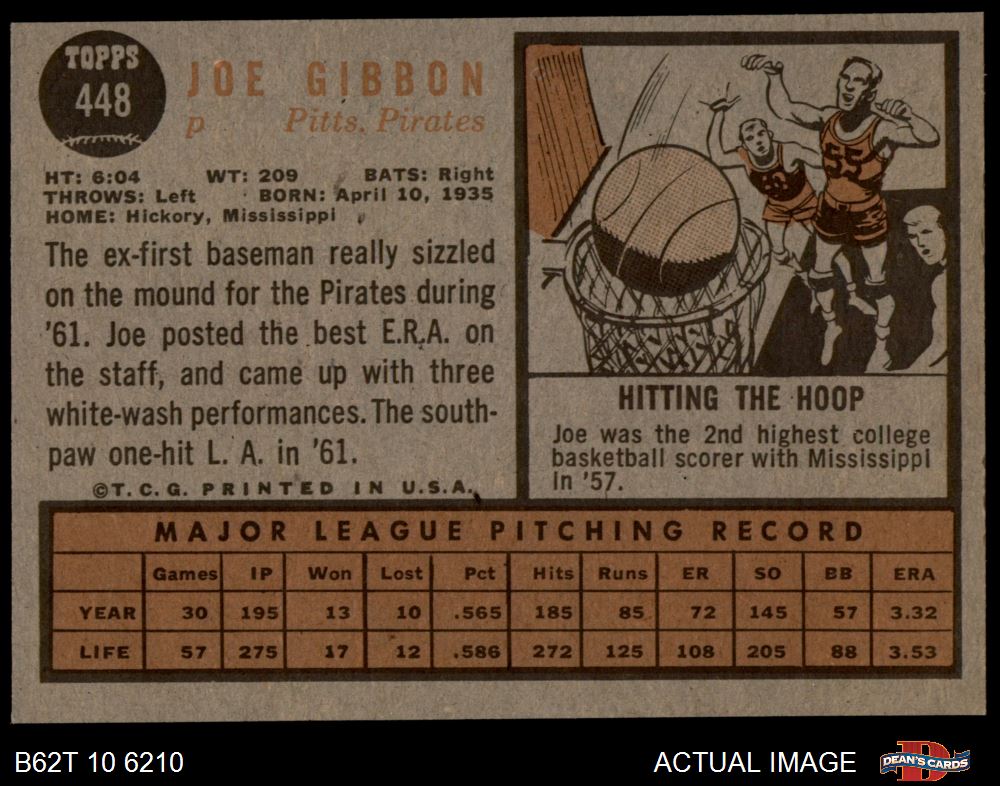 TOPPS
448
JOE GIBBON
p Pitts. Pirates
HT: 6:04 WT: 209 BATS: Right
THROWS: Left BORN: April 10, 1935
HOME: Hickory, Mississippi
The ex-first baseman really sizzled
on the mound for the Pirates during
'61. Joe posted the best E.R.A. on
the staff, and came up with three
white-wash performances. The south-
paw one-hit L. A. in '61.
©T. C. G. PRINTED IN U.S.A.
55
HITTING THE HOOP
Joe was the 2nd highest college
basketball scorer with Mississippi
in '57.
MAJOR LEAGUE PITCHING RECORD
Games IP Won Lost Pct Hits Runs ER SO BB ERA
YEAR 30 195 13 10 .565 185 85 72 145 57 3.32
LIFE 57 275 17 12 .586 272 125 108 205 88 3.53
B62T 10 6210 ACTUAL IMAGE
D DEAN'S CARDS